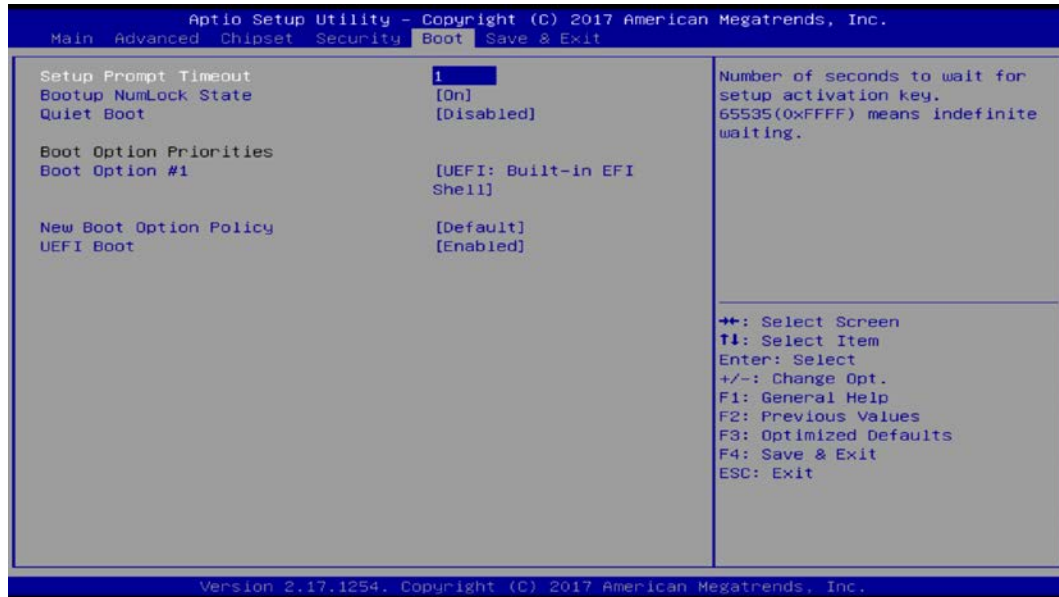 Aptio Setup Utility – Copyright (C) 2017 American Megatrends, Inc.
Main Advanced Chipset Security Boot Save & Exit
Setup Prompt Timeout 1
Bootup NumLock State [On]
Quiet Boot [Disabled]
Boot Option Priorities
Boot Option #1 [UEFI: Built-in EFI
Shell]
New Boot Option Policy [Default]
UEFI Boot [Enabled]
Number of seconds to wait for
setup activation key.
65535(0xFFFF) means indefinite
waiting.
→←: Select Screen
↑↓: Select Item
Enter: Select
+/-: Change Opt.
F1: General Help
F2: Previous Values
F3: Optimized Defaults
F4: Save & Exit
ESC: Exit
Version 2.17.1254. Copyright (C) 2017 American Megatrends, Inc.